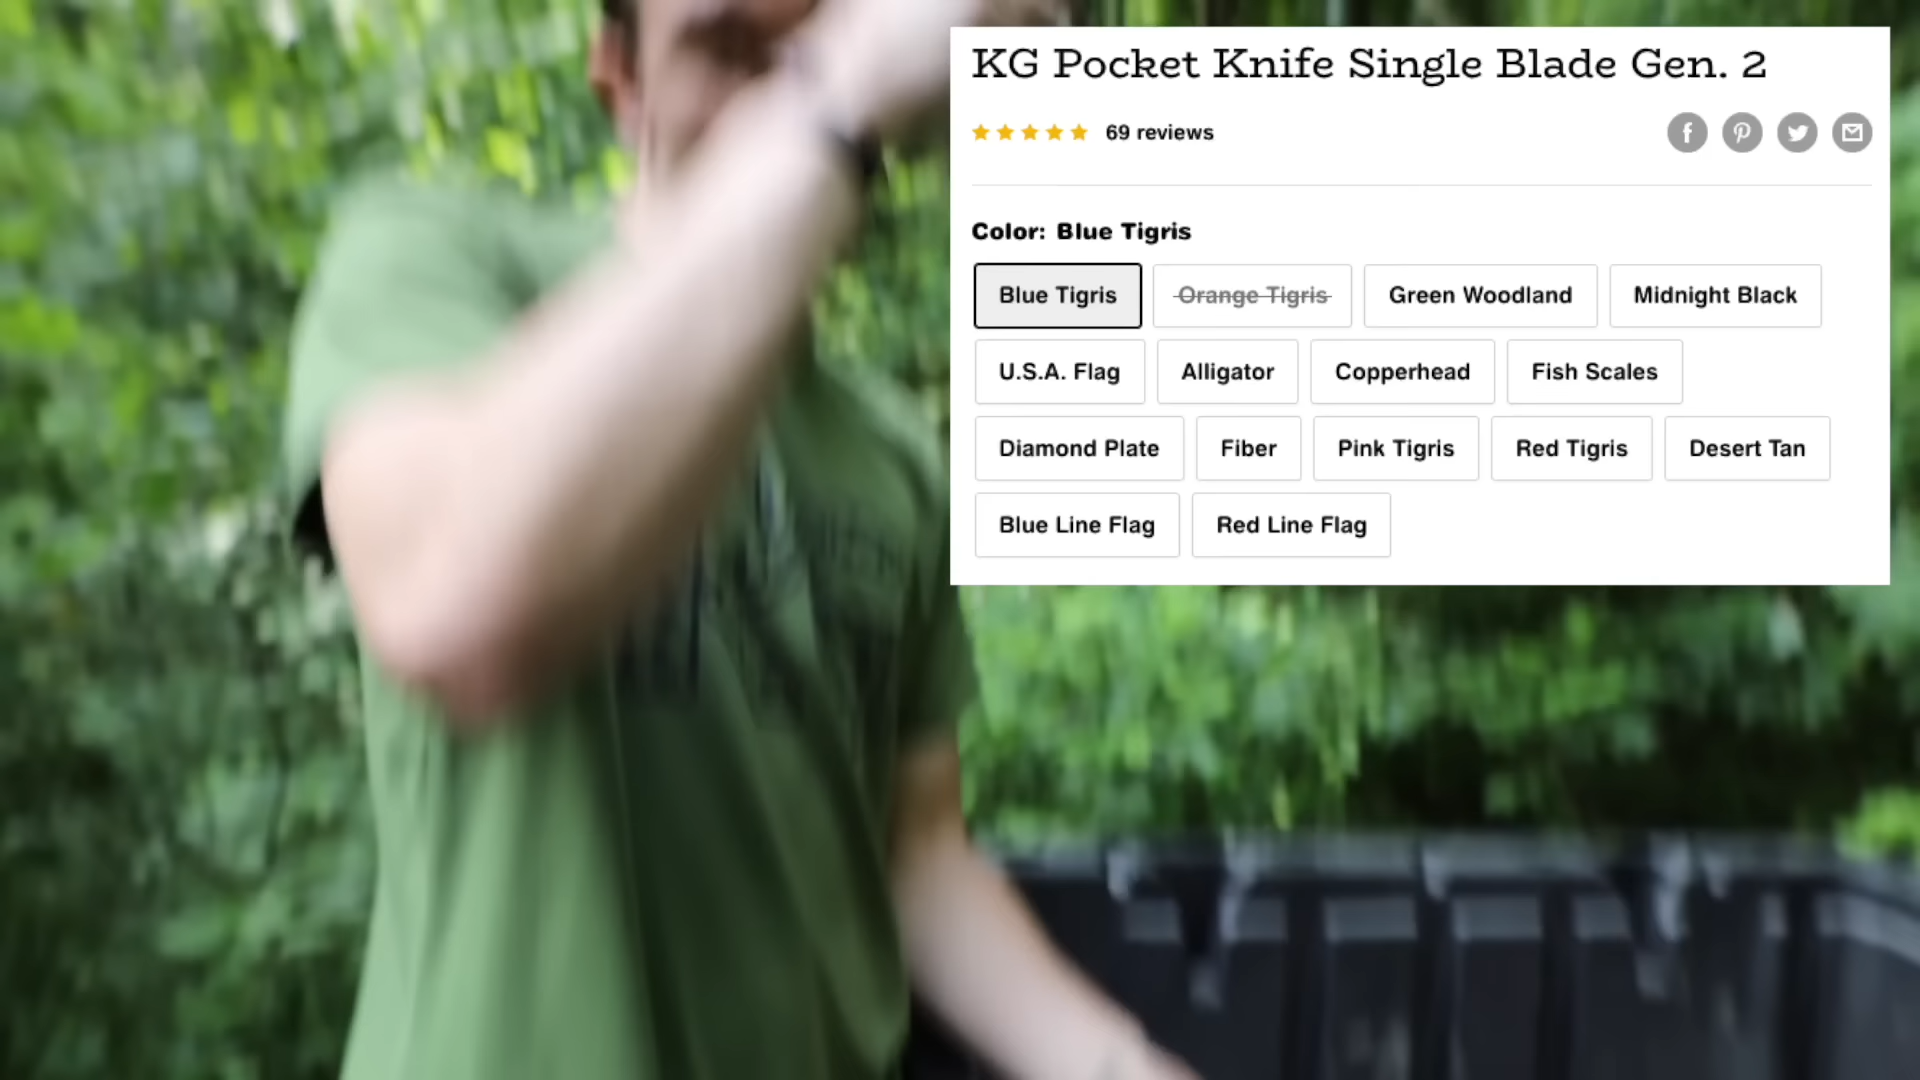 KG Pocket Knife Single Blade Gen. 2
69 reviews
Color: Blue Tigris
Blue Tigris Orange Tigris Green Woodland Midnight Black
U.S.A. Flag Alligator Copperhead Fish Scales
Diamond Plate Fiber Pink Tigris Red Tigris Desert Tan
Blue Line Flag Red Line Flag